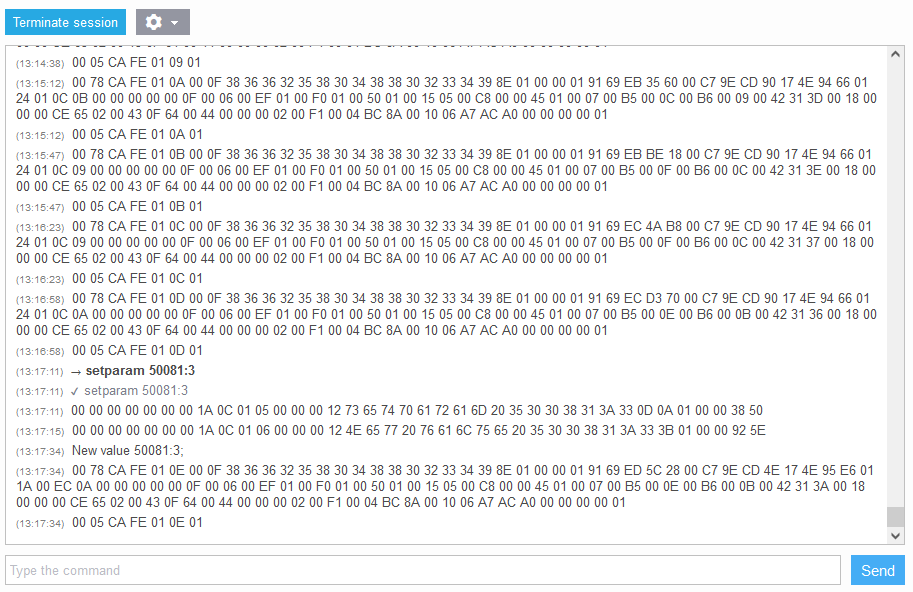 Terminate session
(13:14:38) 00 05 CA FE 01 09 01
(13:15:12) 00 78 CA FE 01 0A 00 0F 38 36 36 32 35 38 30 34 38 38 30 32 33 34 39 8E 01 00 00 01 91 69 EB 35 60 00 C7 9E CD 90 17 4E 94 66 01
24 01 0C 0B 00 00 00 00 00 0F 00 06 00 EF 01 00 F0 01 00 50 01 00 15 05 00 C8 00 00 45 01 00 07 00 B5 00 0C 00 B6 00 09 00 42 31 3D 00 18 00
00 00 CE 65 02 00 43 0F 64 00 44 00 00 00 02 00 F1 00 04 BC 8A 00 10 06 A7 AC A0 00 00 00 00 01
(13:15:12) 00 05 CA FE 01 0A 01
(13:15:47) 00 78 CA FE 01 0B 00 0F 38 36 36 32 35 38 30 34 38 38 30 32 33 34 39 8E 01 00 00 01 91 69 EB BE 18 00 C7 9E CD 90 17 4E 94 66 01
24 01 0C 09 00 00 00 00 00 0F 00 06 00 EF 01 00 F0 01 00 50 01 00 15 05 00 C8 00 00 45 01 00 07 00 B5 00 0F 00 B6 00 0C 00 42 31 3E 00 18 00
00 00 CE 65 02 00 43 0F 64 00 44 00 00 00 02 00 F1 00 04 BC 8A 00 10 06 A7 AC A0 00 00 00 00 01
(13:15:47) 00 05 CA FE 01 0B 01
(13:16:23) 00 78 CA FE 01 0C 00 0F 38 36 36 32 35 38 30 34 38 38 30 32 33 34 39 8E 01 00 00 01 91 69 EC 4A B8 00 C7 9E CD 90 17 4E 94 66 01
24 01 0C 09 00 00 00 00 00 0F 00 06 00 EF 01 00 F0 01 00 50 01 00 15 05 00 C8 00 00 45 01 00 07 00 B5 00 0F 00 B6 00 0C 00 42 31 37 00 18 00
00 00 CE 65 02 00 43 0F 64 00 44 00 00 00 02 00 F1 00 04 BC 8A 00 10 06 A7 AC A0 00 00 00 00 01
(13:16:23) 00 05 CA FE 01 0C 01
(13:16:58) 00 78 CA FE 01 0D 00 0F 38 36 36 32 35 38 30 34 38 38 30 32 33 34 39 8E 01 00 00 01 91 69 EC D3 70 00 C7 9E CD 90 17 4E 94 66 01
24 01 0C 0A 00 00 00 00 00 0F 00 06 00 EF 01 00 F0 01 00 50 01 00 15 05 00 C8 00 00 45 01 00 07 00 B5 00 0E 00 B6 00 0B 00 42 31 36 00 18 00
00 00 CE 65 02 00 43 0F 64 00 44 00 00 00 02 00 F1 00 04 BC 8A 00 10 06 A7 AC A0 00 00 00 00 01
(13:16:58) 00 05 CA FE 01 0D 01
(13:17:11) → setparam 50081:3
(13:17:11) ✓ setparam 50081:3
(13:17:11) 00 00 00 00 00 00 00 1A 0C 01 05 00 00 00 12 73 65 74 70 61 72 61 6D 20 35 30 30 38 31 3A 33 0D 0A 01 00 00 38 50
(13:17:15) 00 00 00 00 00 00 00 1A 0C 01 06 00 00 00 12 4E 65 77 20 76 61 6C 75 65 20 35 30 30 38 31 3A 33 3B 01 00 00 92 5E
(13:17:34) New value 50081:3;
(13:17:34) 00 78 CA FE 01 0E 00 0F 38 36 36 32 35 38 30 34 38 38 30 32 33 34 39 8E 01 00 00 01 91 69 ED 5C 28 00 C7 9E CD 4E 17 4E 95 E6 01
1A 00 EC 0A 00 00 00 00 00 0F 00 06 00 EF 01 00 F0 01 00 50 01 00 15 05 00 C8 00 00 45 01 00 07 00 B5 00 0E 00 B6 00 0B 00 42 31 3A 00 18
00 00 00 CE 65 02 00 43 0F 64 00 44 00 00 00 02 00 F1 00 04 BC 8A 00 10 06 A7 AC A0 00 00 00 00 01
(13:17:34) 00 05 CA FE 01 0E 01
Type the command
Send